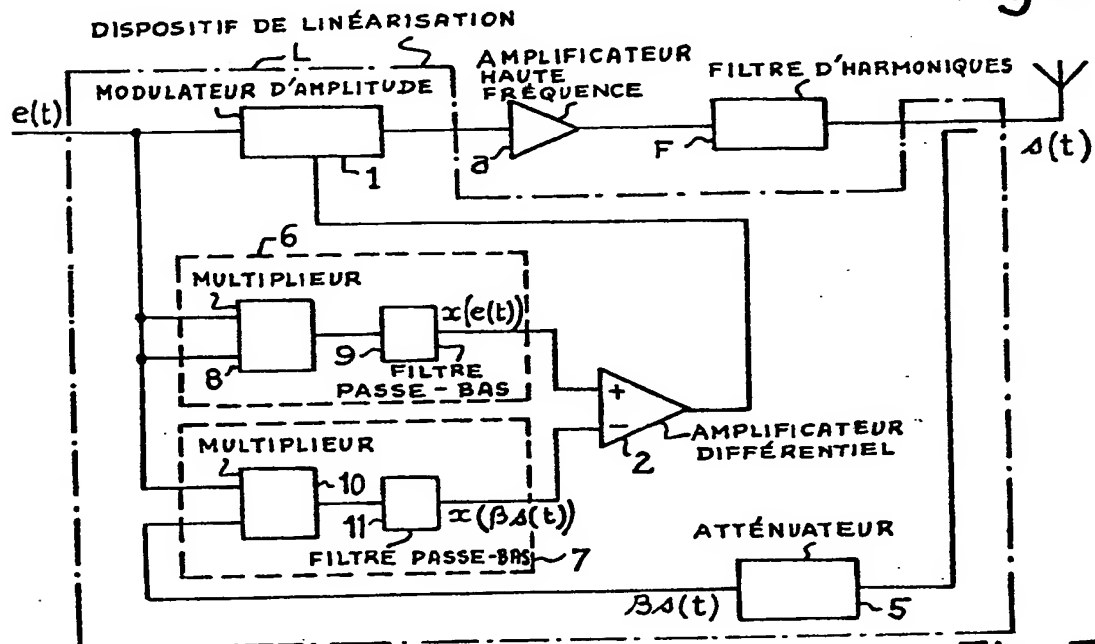 DISPOSITIF DE LINÉARISATION
L
AMPLIFICATEUR
HAUTE
FRÉQUENCE
FILTRE D'HARMONIQUES
MODULATEUR D'AMPLITUDE
e(t)
1
a
F
s(t)
6
MULTIPLIEUR
x(e(t))
8
9
FILTRE
PASSE-BAS
+
−
AMPLIFICATEUR
DIFFÉRENTIEL
2
MULTIPLIEUR
10
11
x(βs(t))
FILTRE PASSE-BAS
7
ATTÉNUATEUR
βs(t)
5